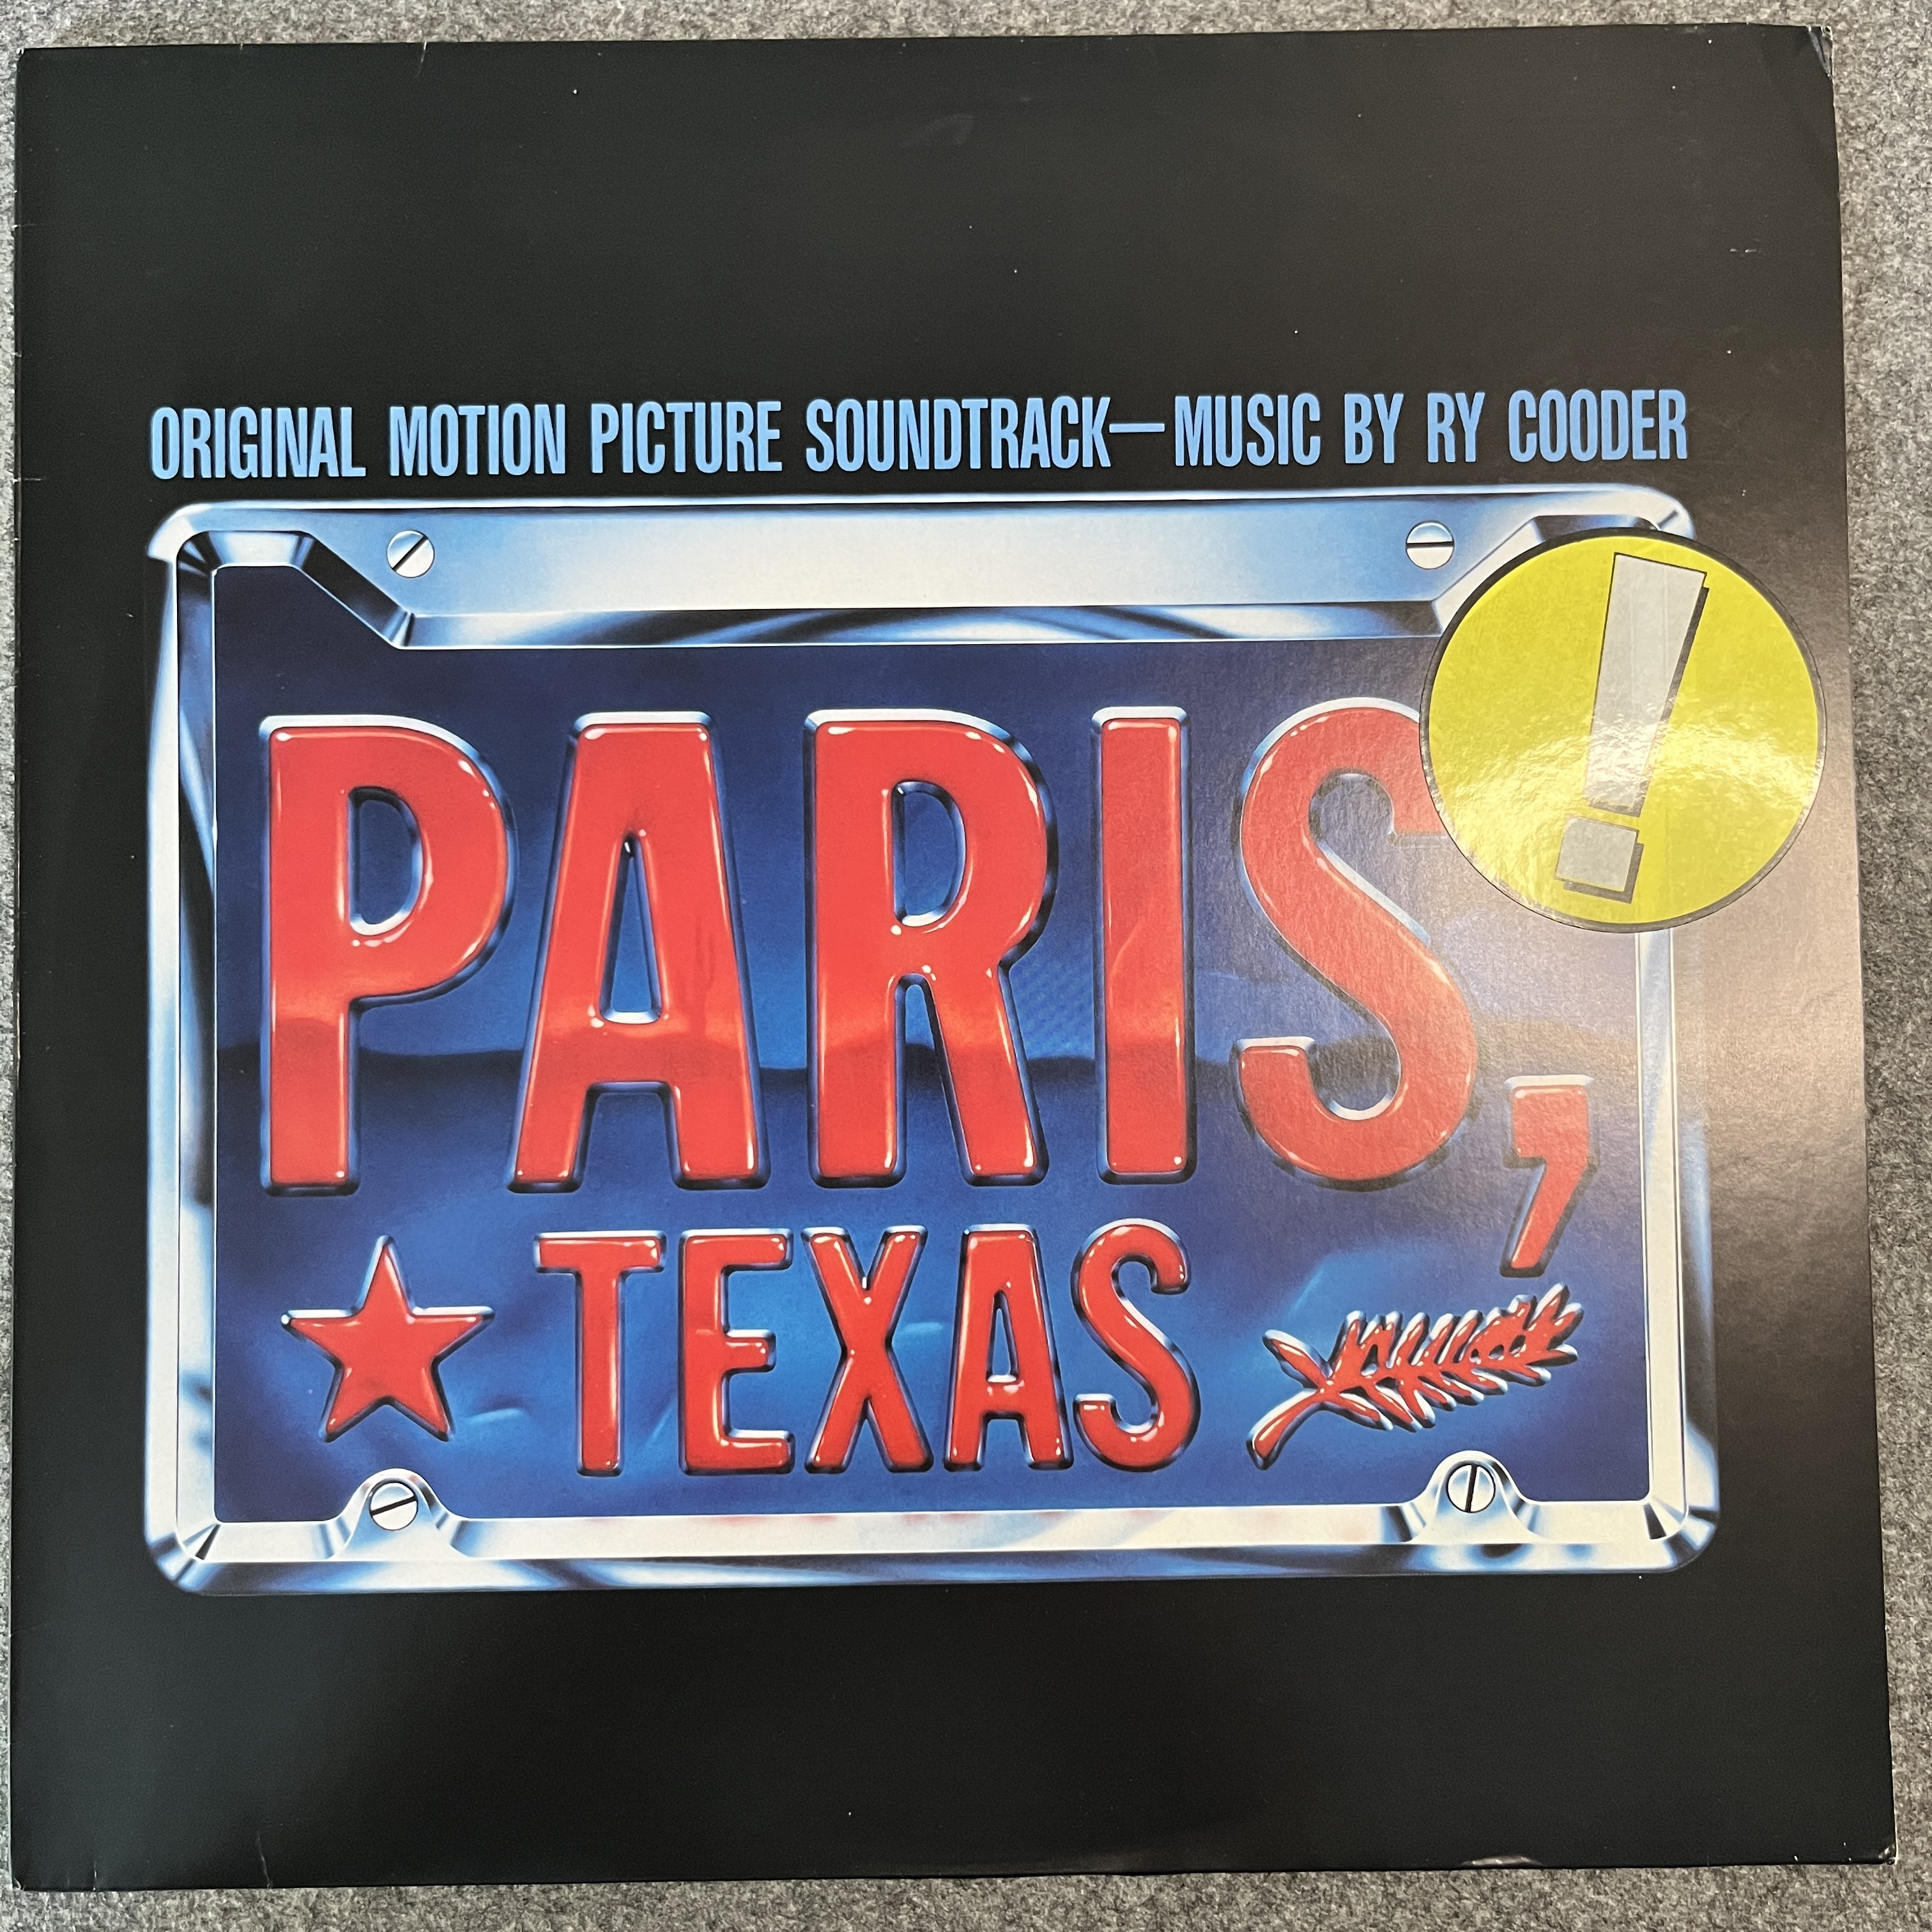 ORIGINAL MOTION PICTURE SOUNDTRACK—MUSIC BY RY COODER
!
PARIS,
TEXAS